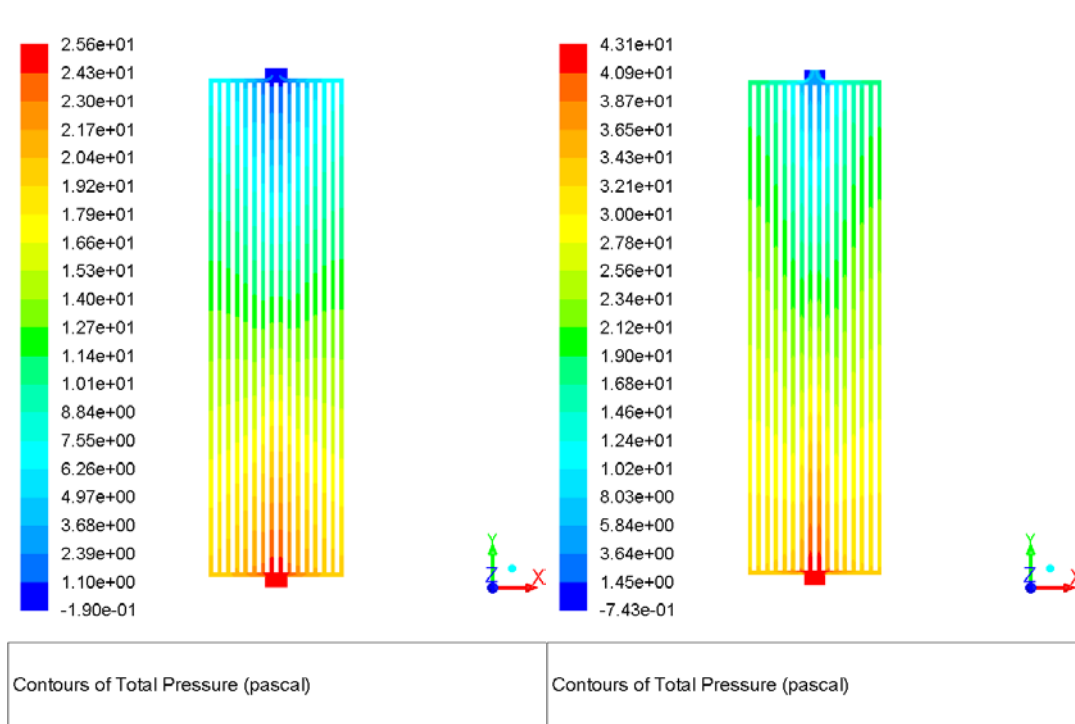 2.56e+01
2.43e+01
2.30e+01
2.17e+01
2.04e+01
1.92e+01
1.79e+01
1.66e+01
1.53e+01
1.40e+01
1.27e+01
1.14e+01
1.01e+01
8.84e+00
7.55e+00
6.26e+00
4.97e+00
3.68e+00
2.39e+00
1.10e+00
-1.90e-01
Y
Z
X
Contours of Total Pressure (pascal)
4.31e+01
4.09e+01
3.87e+01
3.65e+01
3.43e+01
3.21e+01
3.00e+01
2.78e+01
2.56e+01
2.34e+01
2.12e+01
1.90e+01
1.68e+01
1.46e+01
1.24e+01
1.02e+01
8.03e+00
5.84e+00
3.64e+00
1.45e+00
-7.43e-01
Y
Z
X
Contours of Total Pressure (pascal)